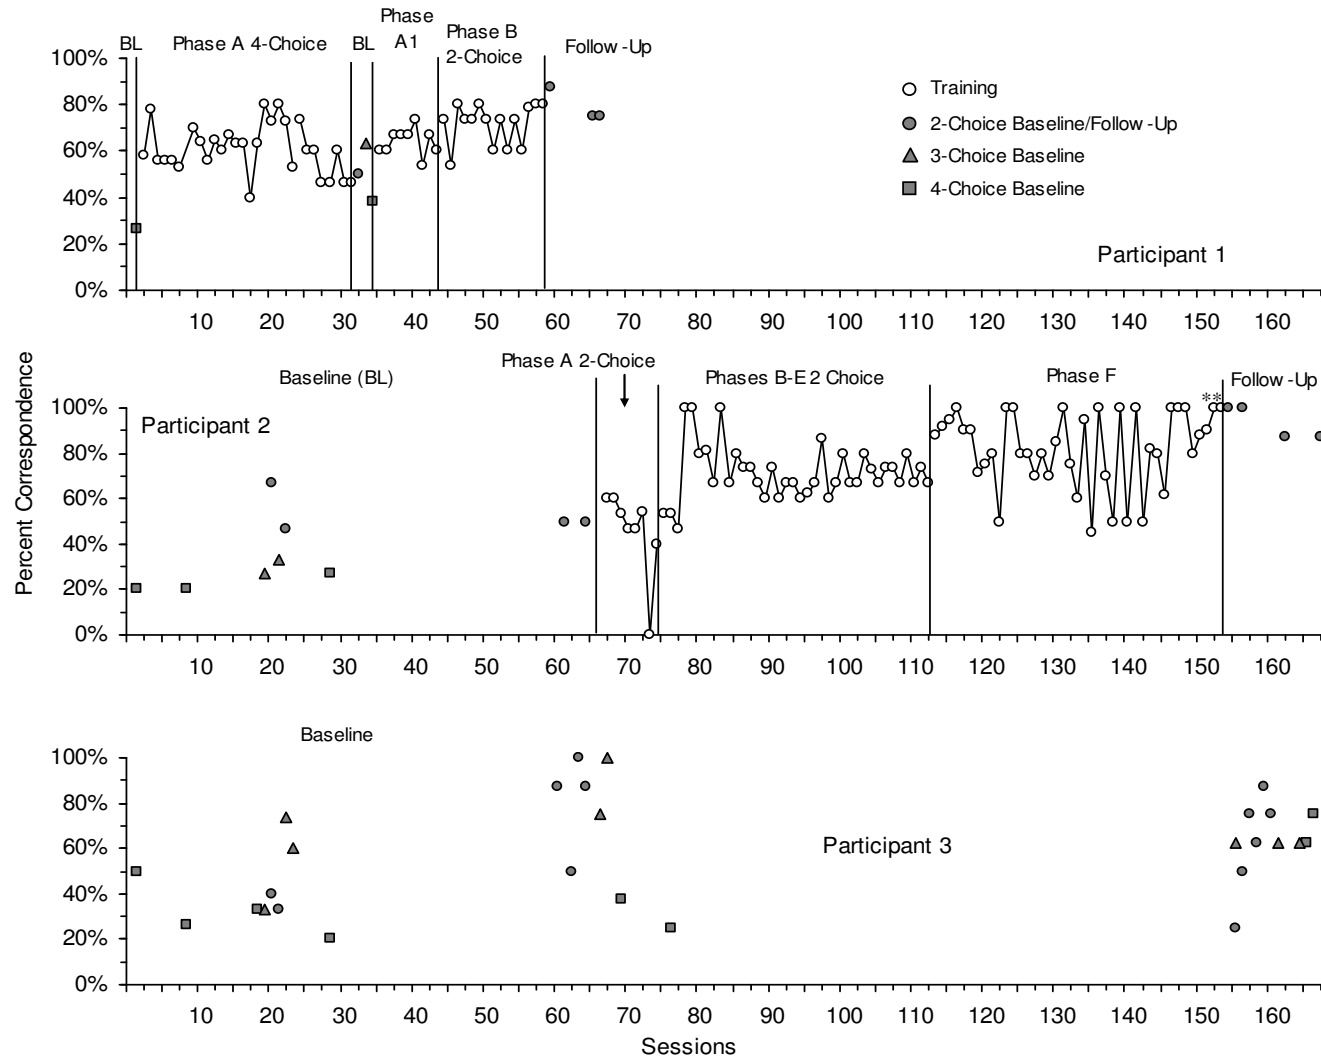 Phase
BL Phase A 4-Choice BL A1 Phase B
2-Choice Follow -Up
100%
80%
60%
40%
20%
0%
Training
2-Choice Baseline/Follow -Up
3-Choice Baseline
4-Choice Baseline
Participant 1
10 20 30 40 50 60 70 80 90 100 110 120 130 140 150 160
Percent Correspondence
Baseline (BL) Phase A 2-Choice Phases B-E 2 Choice Phase F Follow -Up
**
100%
80%
60%
40%
20%
0%
Participant 2
10 20 30 40 50 60 70 80 90 100 110 120 130 140 150 160
Baseline
100%
80%
60%
40%
20%
0%
Participant 3
10 20 30 40 50 60 70 80 90 100 110 120 130 140 150 160
Sessions